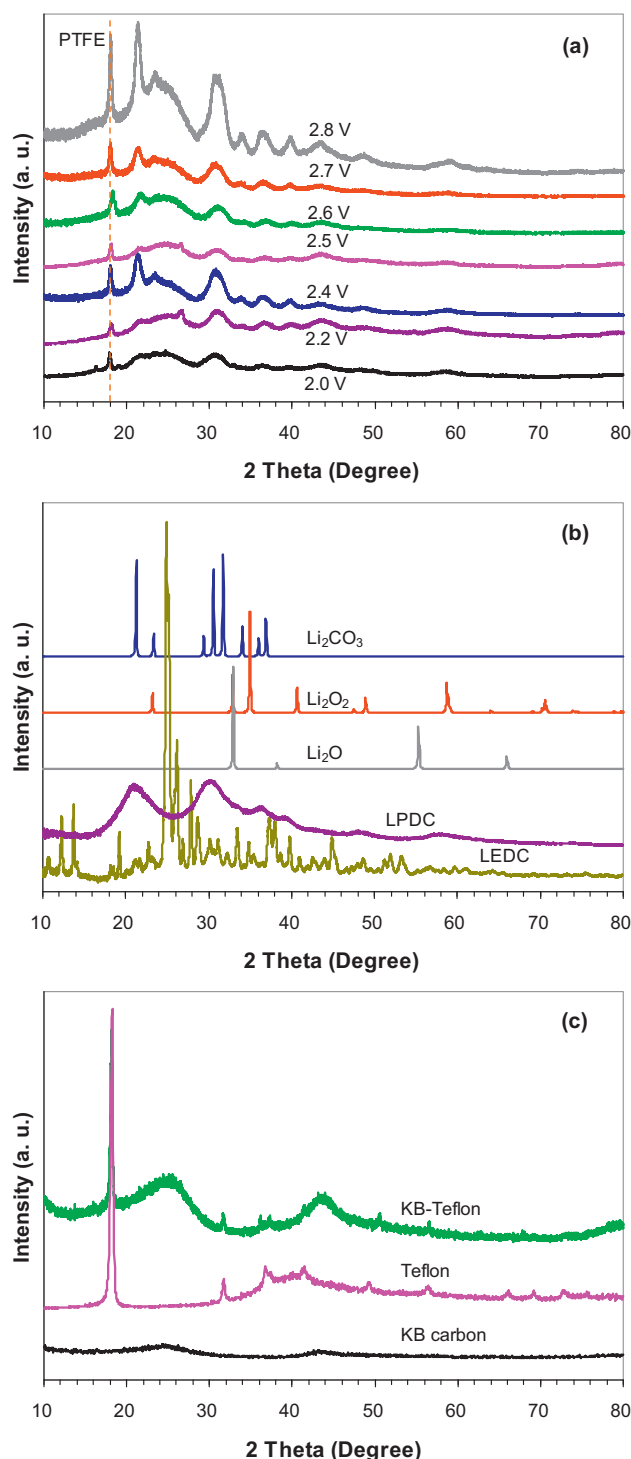 (a)
PTFE
2.8 V
2.7 V
2.6 V
2.5 V
2.4 V
2.2 V
2.0 V
Intensity (a. u.)
10 20 30 40 50 60 70 80
2 Theta (Degree)
(b)
Li₂CO₃
Li₂O₂
Li₂O
LPDC
LEDC
Intensity (a. u.)
10 20 30 40 50 60 70 80
2 Theta (Degree)
(c)
KB-Teflon
Teflon
KB carbon
Intensity (a. u.)
10 20 30 40 50 60 70 80
2 Theta (Degree)